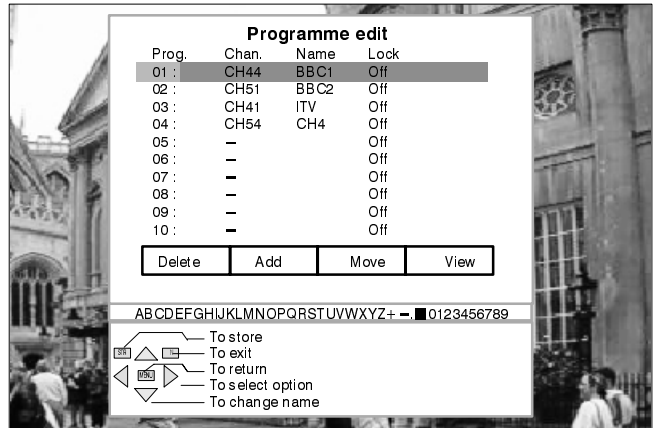 Programme edit
Prog. Chan. Name Lock
01 : CH44 BBC1 Off
02 : CH51 BBC2 Off
03 : CH41 ITV Off
04 : CH54 CH4 Off
05 : – Off
06 : – Off
07 : – Off
08 : – Off
09 : – Off
10 : – Off
Delete Add Move View
ABCDEFGHIJKLMNOPQRSTUVWXYZ+ –.■0123456789
To store
STR To exit
To return
MENU To select option
To change name